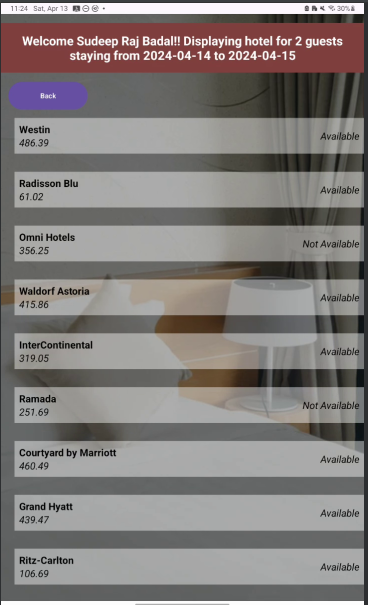 11:24 Sat, Apr 13 30%
Welcome Sudeep Raj Badal!! Displaying hotel for 2 guests
staying from 2024-04-14 to 2024-04-15
Back
Westin
486.39
Available
Radisson Blu
61.02
Available
Omni Hotels
356.25
Not Available
Waldorf Astoria
415.86
Available
InterContinental
319.05
Available
Ramada
251.69
Not Available
Courtyard by Marriott
460.49
Available
Grand Hyatt
439.47
Available
Ritz-Carlton
106.69
Available